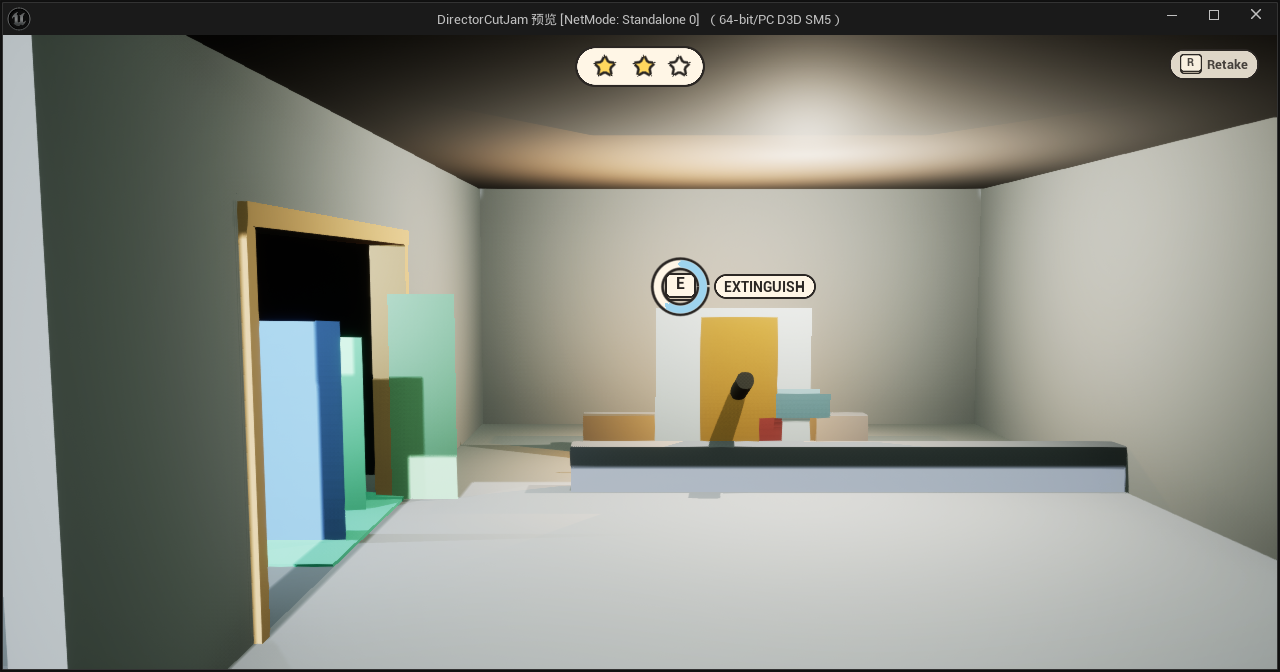 DirectorCutJam 预览 [NetMode: Standalone 0] ( 64-bit/PC D3D SM5 )
R Retake
E EXTINGUISH